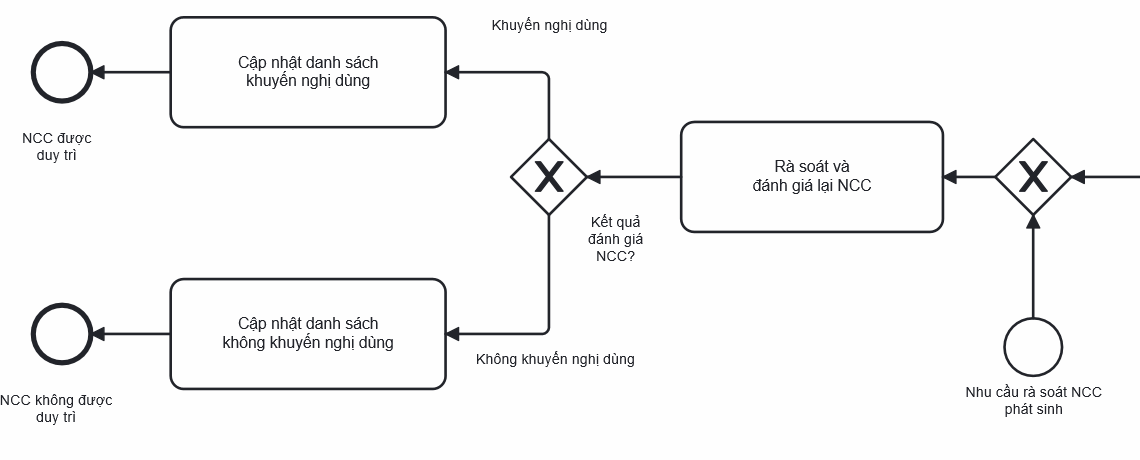 Khuyến nghị dùng
Cập nhật danh sách
khuyến nghị dùng
NCC được
duy trì
Rà soát và
đánh giá lại NCC
X
X
Kết quả
đánh giá
NCC?
Cập nhật danh sách
không khuyến nghị dùng
Không khuyến nghị dùng
NCC không được
duy trì
Nhu cầu rà soát NCC
phát sinh